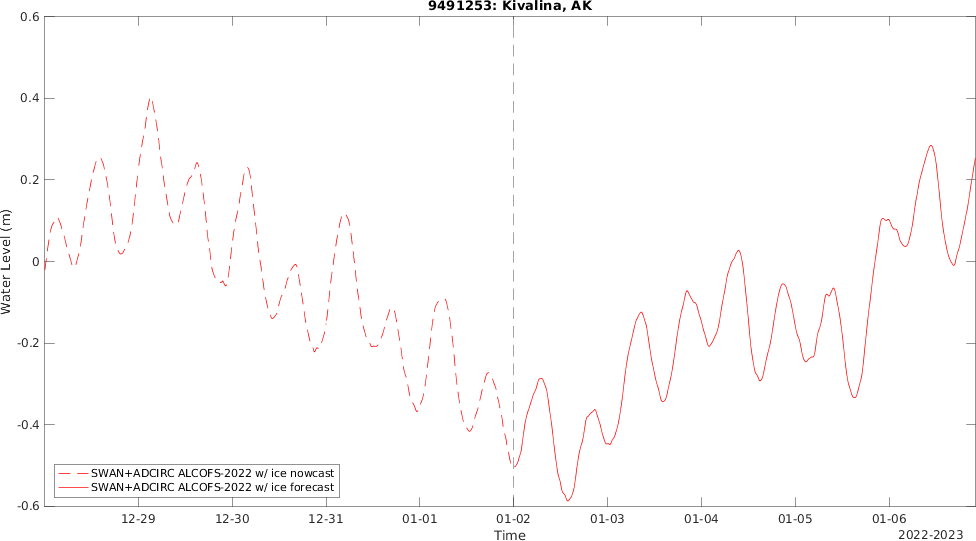 9491253: Kivalina, AK
0.6
0.4
0.2
0
-0.2
-0.4
-0.6
Water Level (m)
SWAN+ADCIRC ALCOFS-2022 w/ ice nowcast
SWAN+ADCIRC ALCOFS-2022 w/ ice forecast
12-29 12-30 12-31 01-01 01-02 01-03 01-04 01-05 01-06
Time
2022-2023